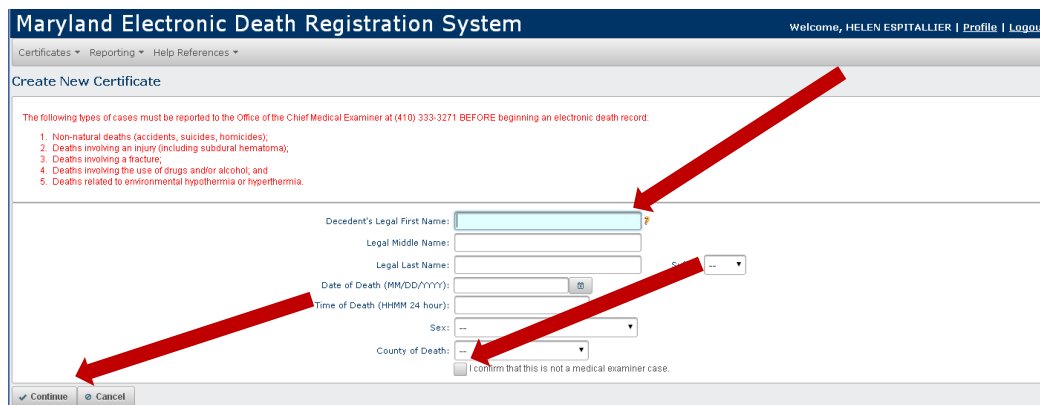 Maryland Electronic Death Registration System
Welcome, HELEN ESPITALLIER | Profile | Logou
Certificates Reporting Help References
Create New Certificate
The following types of cases must be reported to the Office of the Chief Medical Examiner at (410) 333-3271 BEFORE beginning an electronic death record:
1. Non-natural deaths (accidents, suicides, homicides);
2. Deaths involving an injury (including subdural hematoma);
3. Deaths involving a fracture;
4. Deaths involving the use of drugs and/or alcohol; and
5. Deaths related to environmental hypothermia or hyperthermia.
Decedent's Legal First Name: ?
Legal Middle Name:
Legal Last Name: --
Date of Death (MM/DD/YYYY):
Time of Death (HHMM 24 hour):
Sex: --
County of Death: --
I confirm that this is not a medical examiner case.
Continue Cancel